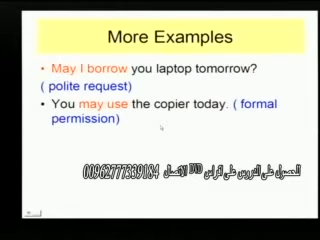 More Examples
• May I borrow you laptop tomorrow?
( polite request)
• You may use the copier today. ( formal
permission)
للحصول على الدروس على اقراص DVD الاتصال 00962777339184